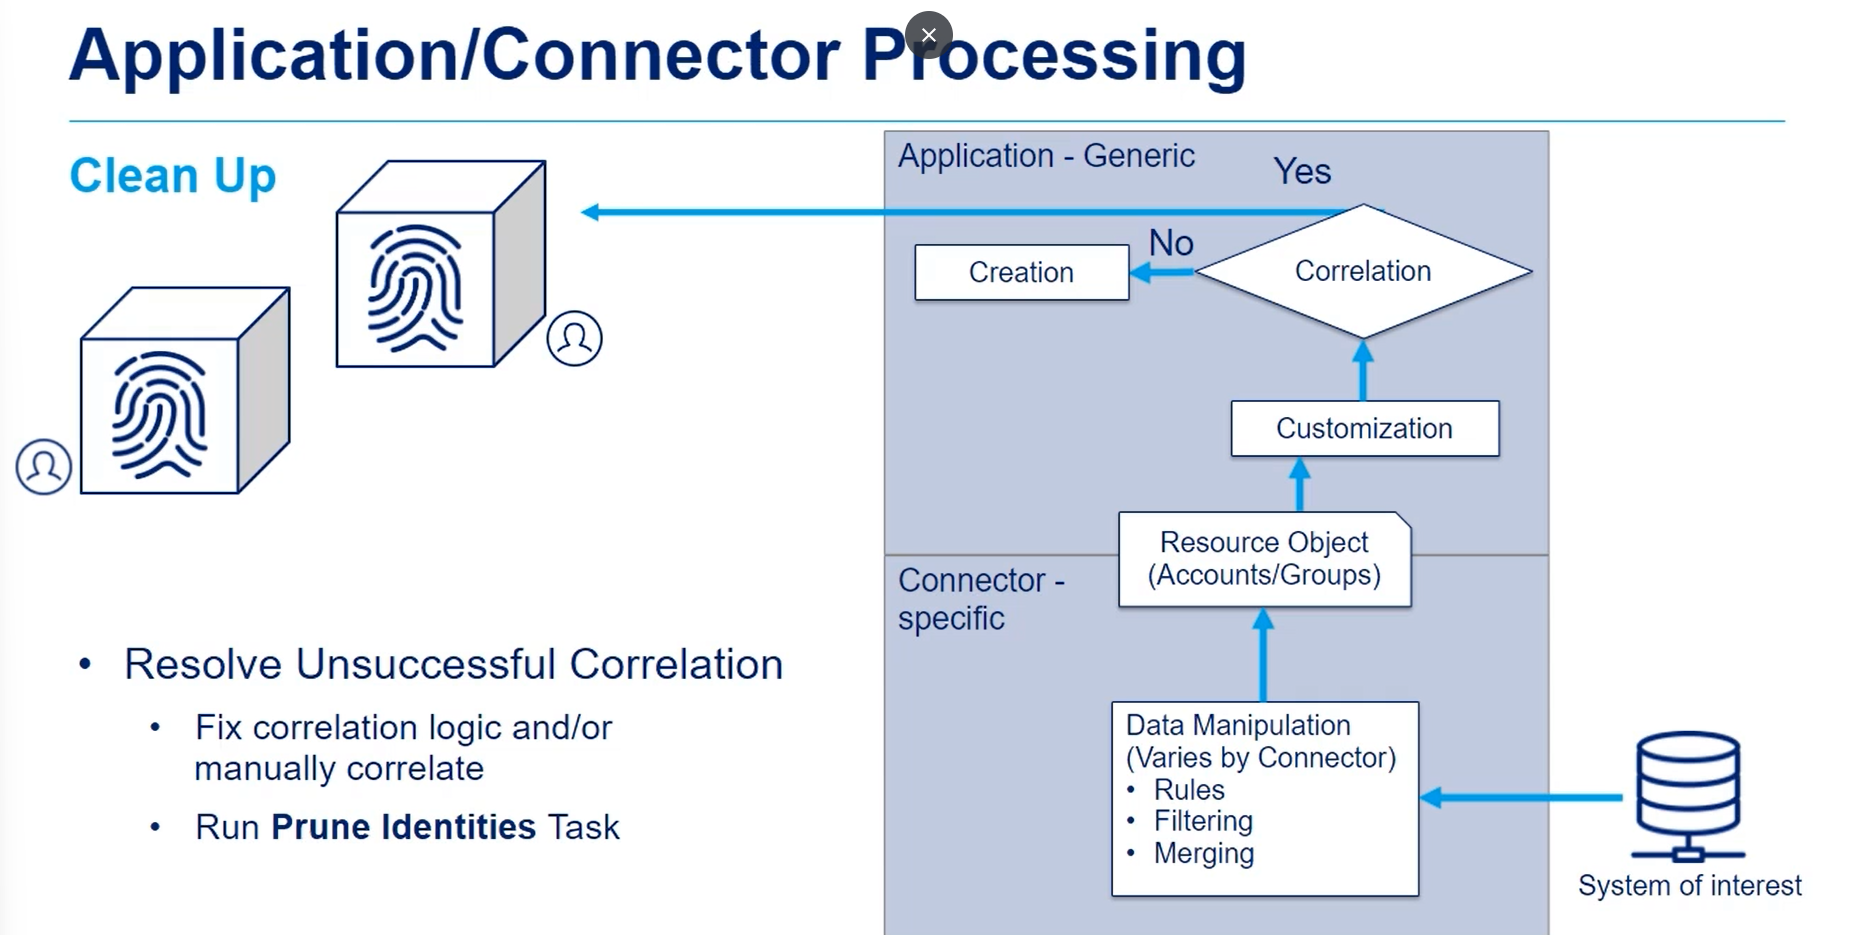 Application/Connector Processing
Clean Up
Application - Generic
Yes
No
Creation
Correlation
Customization
Resource Object
(Accounts/Groups)
Connector -
specific
• Resolve Unsuccessful Correlation
• Fix correlation logic and/or
manually correlate
• Run Prune Identities Task
Data Manipulation
(Varies by Connector)
• Rules
• Filtering
• Merging
System of interest